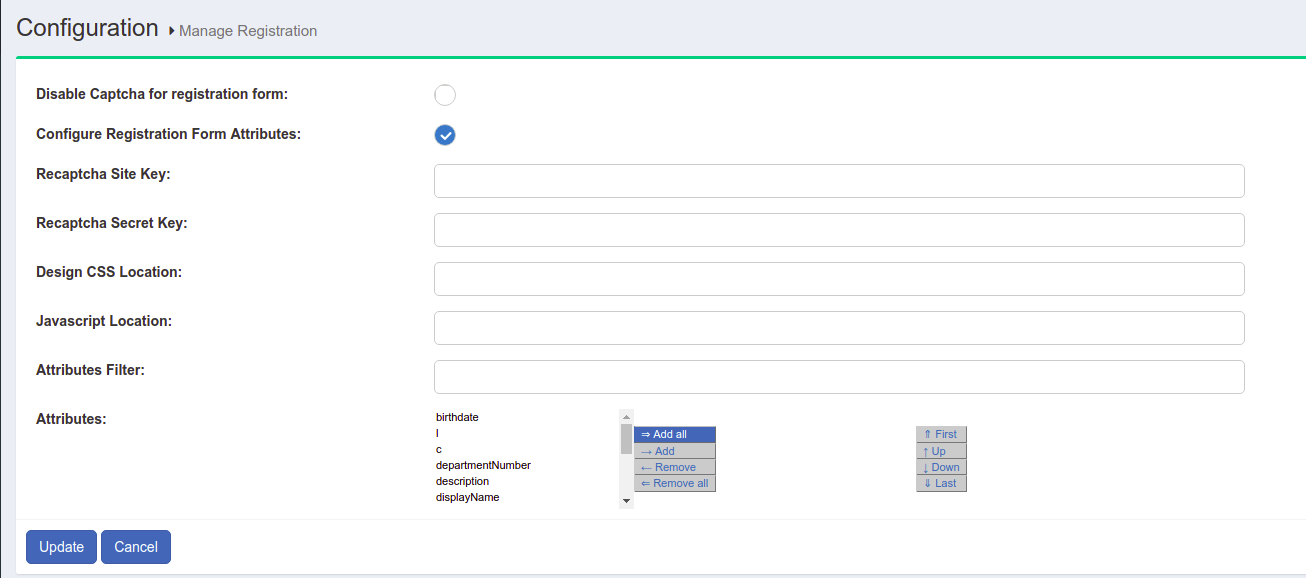 Configuration Manage Registration
Disable Captcha for registration form:
Configure Registration Form Attributes:
Recaptcha Site Key:
Recaptcha Secret Key:
Design CSS Location:
Javascript Location:
Attributes Filter:
Attributes:
birthdate
l
c
departmentNumber
description
displayName
⇒ Add all
→ Add
← Remove
⇐ Remove all
⇑ First
↑ Up
↓ Down
⇓ Last
Update Cancel